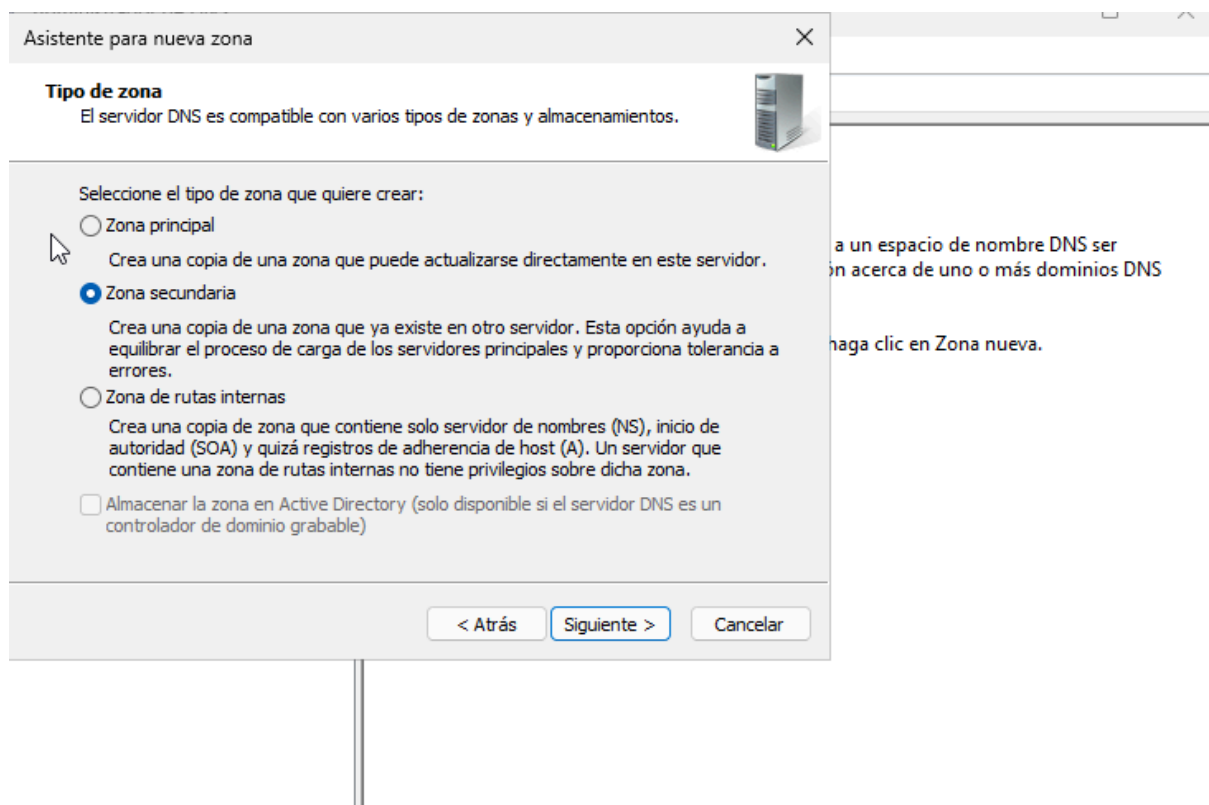 Asistente para nueva zona
Tipo de zona
El servidor DNS es compatible con varios tipos de zonas y almacenamientos.
Seleccione el tipo de zona que quiere crear:
Zona principal
Crea una copia de una zona que puede actualizarse directamente en este servidor.
Zona secundaria
Crea una copia de una zona que ya existe en otro servidor. Esta opción ayuda a
equilibrar el proceso de carga de los servidores principales y proporciona tolerancia a
errores.
Zona de rutas internas
Crea una copia de zona que contiene solo servidor de nombres (NS), inicio de
autoridad (SOA) y quizá registros de adherencia de host (A). Un servidor que
contiene una zona de rutas internas no tiene privilegios sobre dicha zona.
Almacenar la zona en Active Directory (solo disponible si el servidor DNS es un
controlador de dominio grabable)
< Atrás
Siguiente >
Cancelar
a un espacio de nombre DNS ser
ón acerca de uno o más dominios DNS
haga clic en Zona nueva.